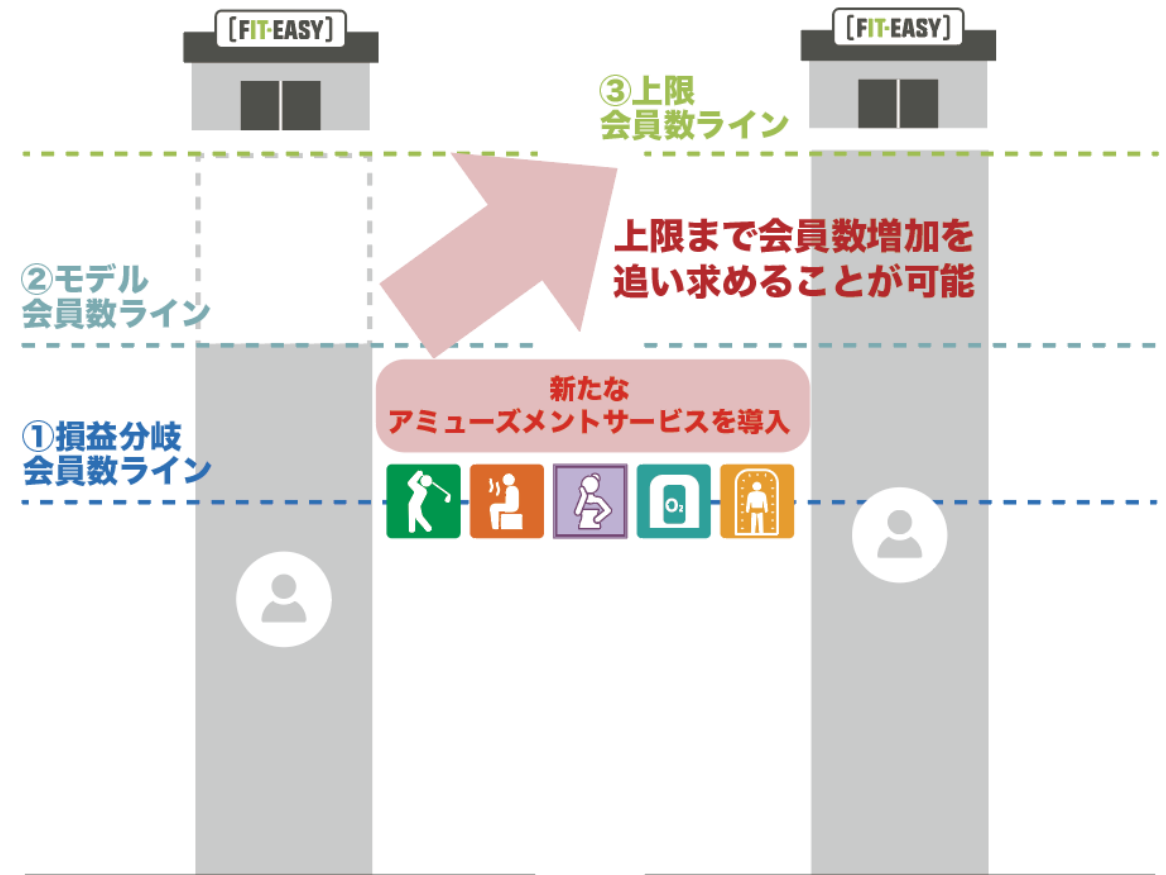 [FIT-EASY]
[FIT-EASY]
③上限
会員数ライン
上限まで会員数増加を
追い求めることが可能
②モデル
会員数ライン
新たな
アミューズメントサービスを導入
①損益分岐
会員数ライン
O₂